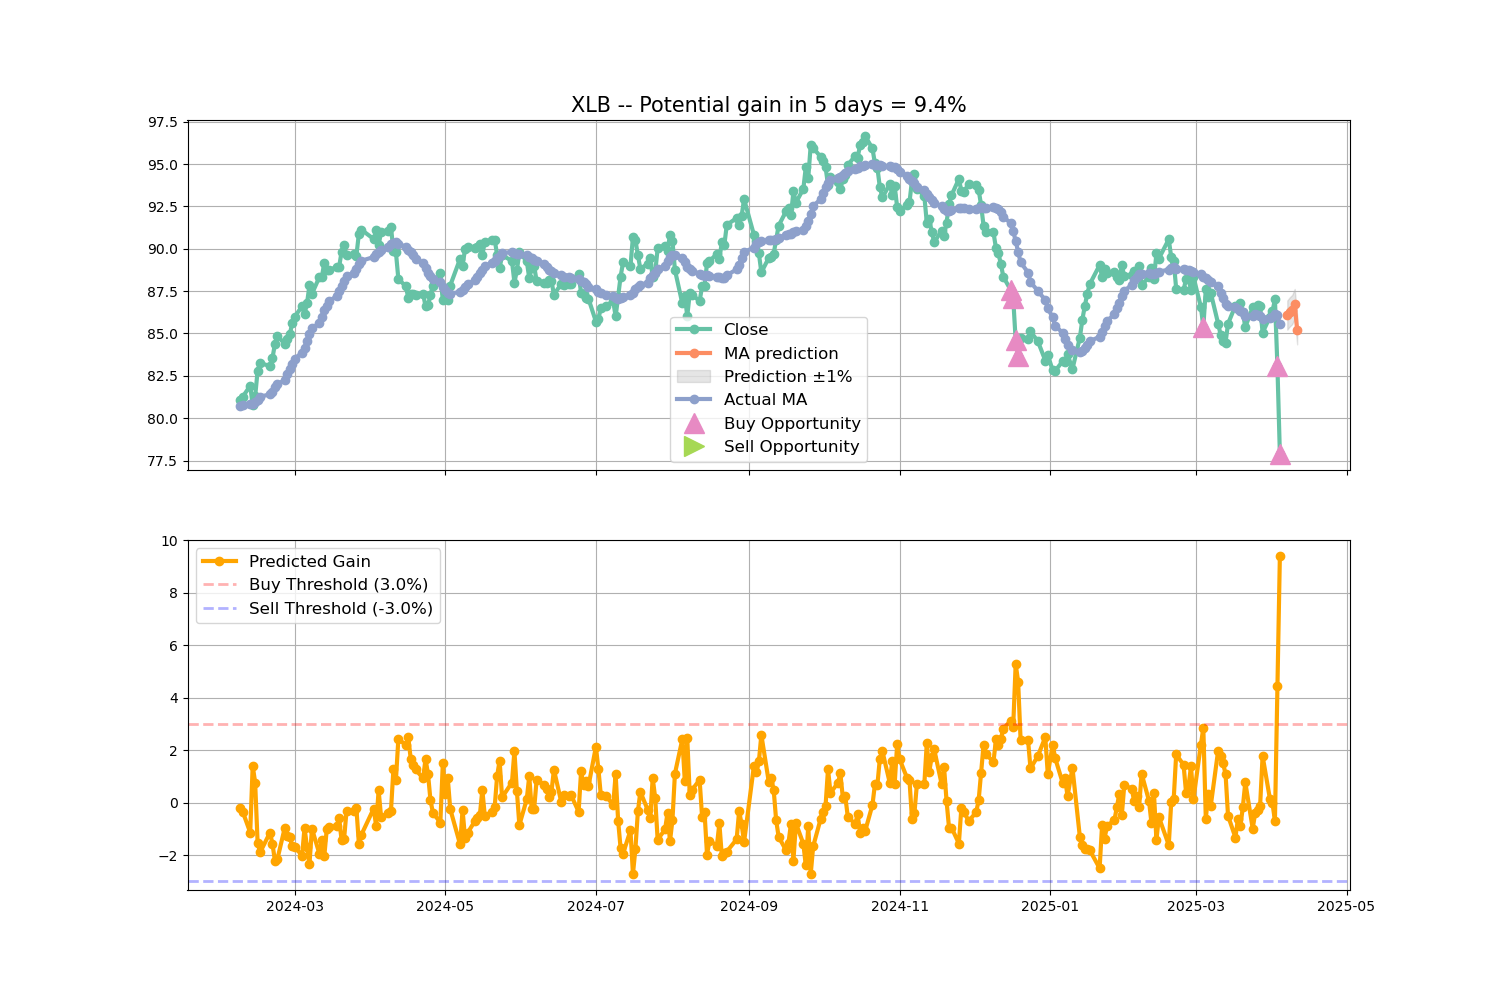 XLB -- Potential gain in 5 days = 9.4%
97.5
95.0
92.5
90.0
87.5
85.0
82.5
80.0
77.5
Close
MA prediction
Prediction ±1%
Actual MA
Buy Opportunity
Sell Opportunity
10
8
6
4
2
0
−2
Predicted Gain
Buy Threshold (3.0%)
Sell Threshold (-3.0%)
2024-03 2024-05 2024-07 2024-09 2024-11 2025-01 2025-03 2025-05